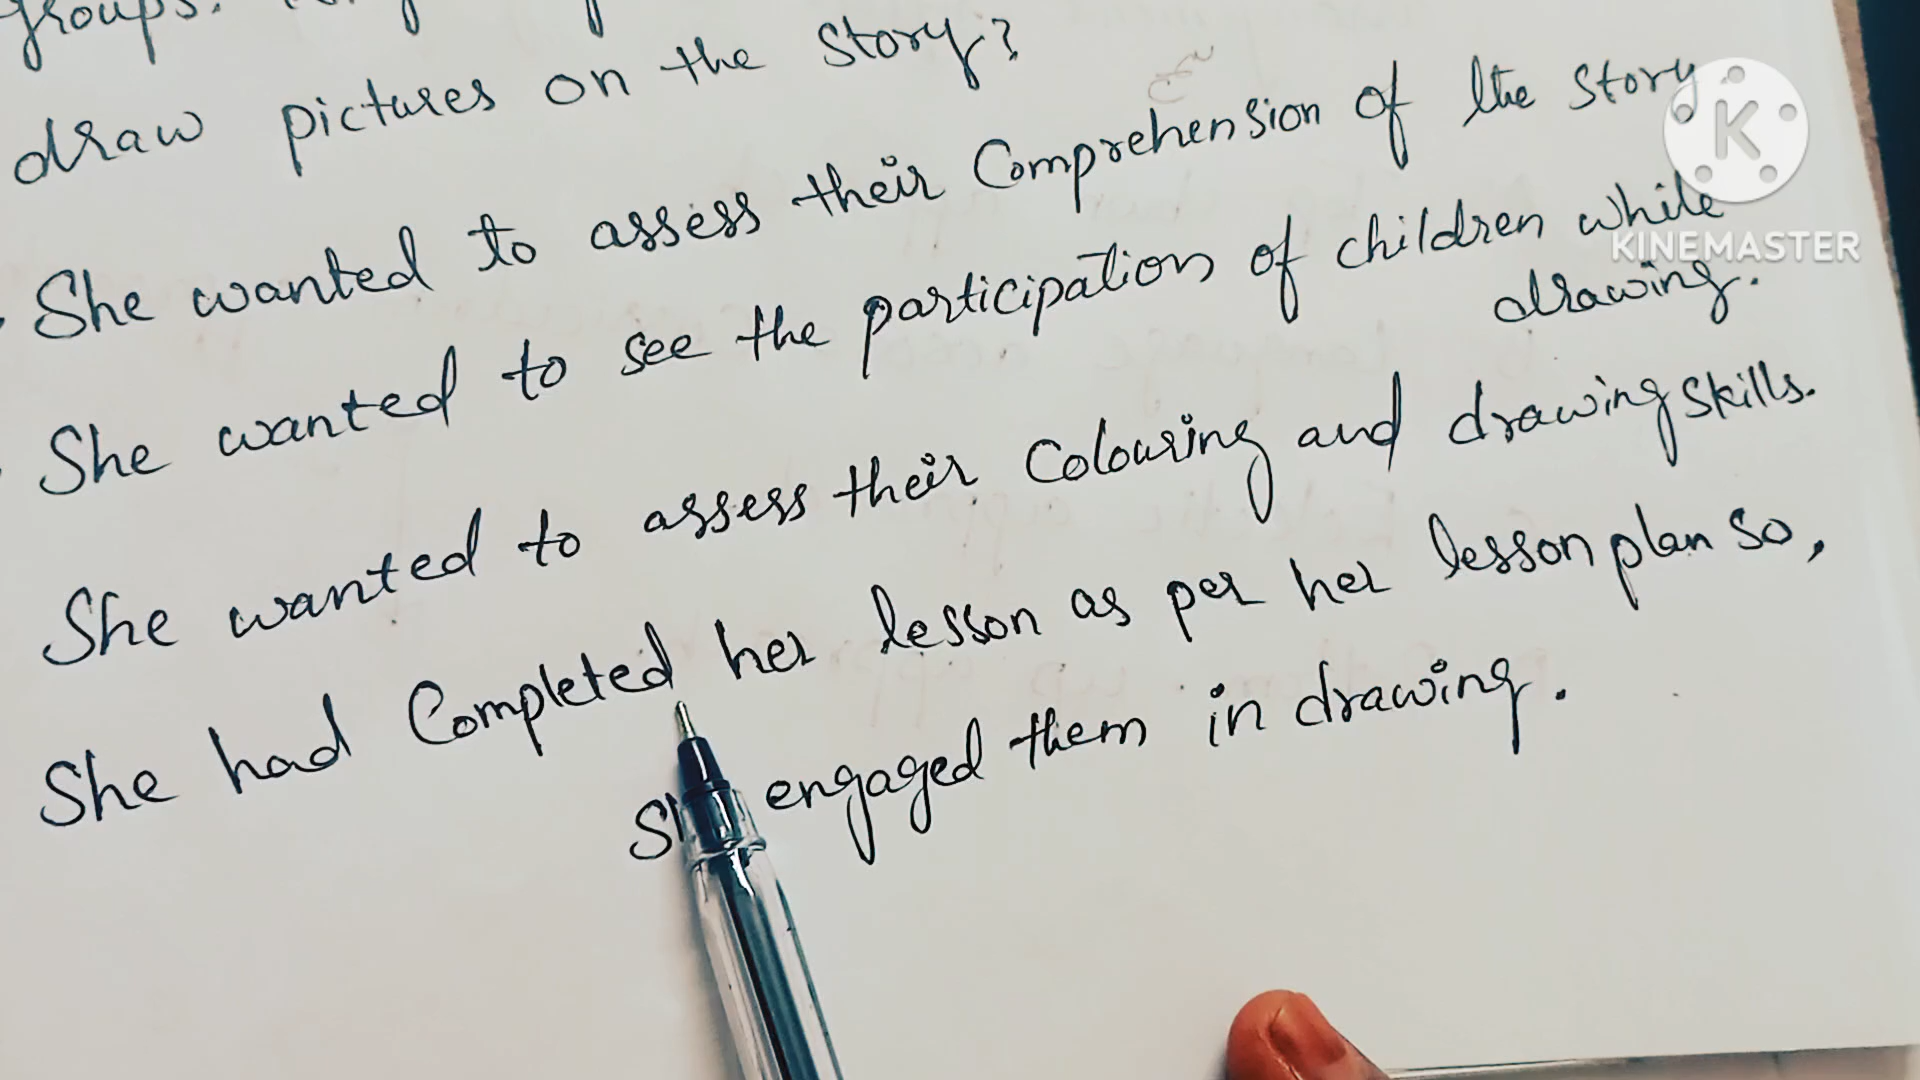 groups.
draw pictures on the story?
She wanted to assess their Comprehension of the story.
She wanted to see the participation of children while
drawing.
She wanted to assess their Colouring and drawing skills.
She had Completed her lesson as per her lesson plan so,
engaged them in drawing.
K
KINEMASTER